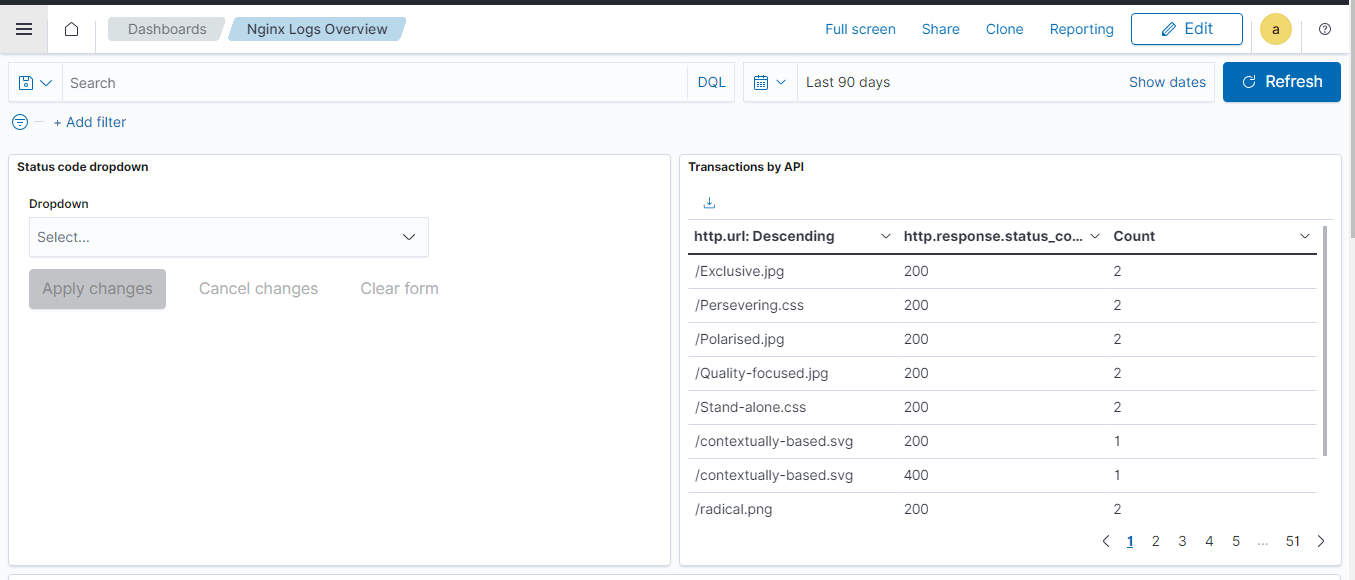 Dashboards Nginx Logs Overview Full screen Share Clone Reporting Edit a
Search DQL Last 90 days Show dates Refresh
+ Add filter
Status code dropdown
Dropdown
Select...
Apply changes Cancel changes Clear form
Transactions by API
http.url: Descending http.response.status_co... Count
/Exclusive.jpg 200 2
/Persevering.css 200 2
/Polarised.jpg 200 2
/Quality-focused.jpg 200 2
/Stand-alone.css 200 2
/contextually-based.svg 200 1
/contextually-based.svg 400 1
/radical.png 200 2
1 2 3 4 5 ... 51